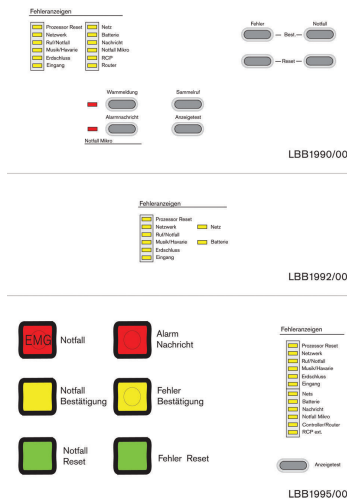 Fehleranzeigen
Prozessor Reset Netz
Netzwerk Batterie
Ruf/Notfall Nachricht
Musik/Havarie Notfall Mikro
Erdschluss RCP
Eingang Router
Fehler Notfall
Best.
Reset
Warnmeldung Sammelruf
Alarmnachricht Anzeigetest
Notfall Mikro
LBB1990/00
Fehleranzeigen
Prozessor Reset
Netzwerk Netz
Ruf/Notfall
Musik/Havarie Batterie
Erdschluss
Eingang
LBB1992/00
EMG Notfall
Alarm
Nachricht
Notfall
Bestätigung
Fehler
Bestätigung
Notfall
Reset
Fehler Reset
Fehleranzeigen
Prozessor Reset
Netzwerk
Ruf/Notfall
Musik/Havarie
Erdschluss
Eingang
Nets
Batterie
Nachricht
Notfall Mikro
Controller/Router
RCP ext.
Anzeigetest
LBB1995/00